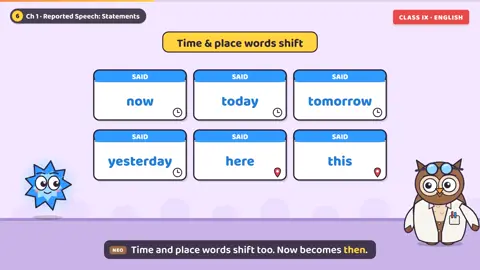 6 Ch 1 · Reported Speech: Statements
CLASS IX · ENGLISH
Time & place words shift
SAID SAID SAID
now today tomorrow
SAID SAID SAID
yesterday here this
NEO Time and place words shift too. Now becomes then.